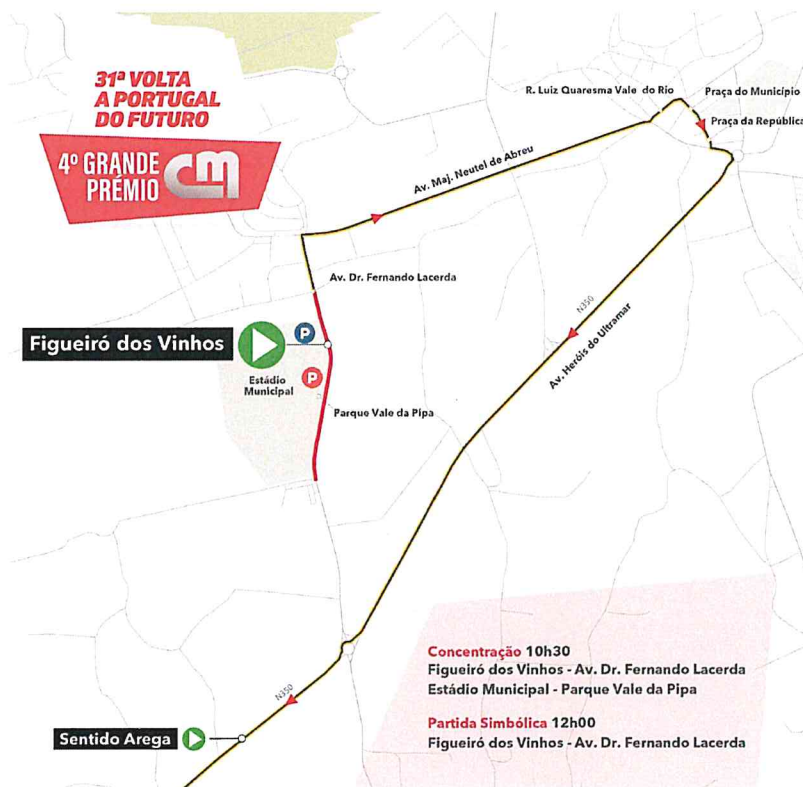 31ª VOLTA
A PORTUGAL
DO FUTURO
4º GRANDE
PRÉMIO
CM
R. Luiz Quaresma Vale do Rio
Praça do Município
Praça da República
Av. Maj. Neutel de Abreu
Av. Dr. Fernando Lacerda
N350
Av. Heróis do Ultramar
Figueiró dos Vinhos
P
Estádio
Municipal
P
Parque Vale da Pipa
Concentração 10h30
Figueiró dos Vinhos - Av. Dr. Fernando Lacerda
Estádio Municipal - Parque Vale da Pipa
N350
Partida Simbólica 12h00
Figueiró dos Vinhos - Av. Dr. Fernando Lacerda
Sentido Arega